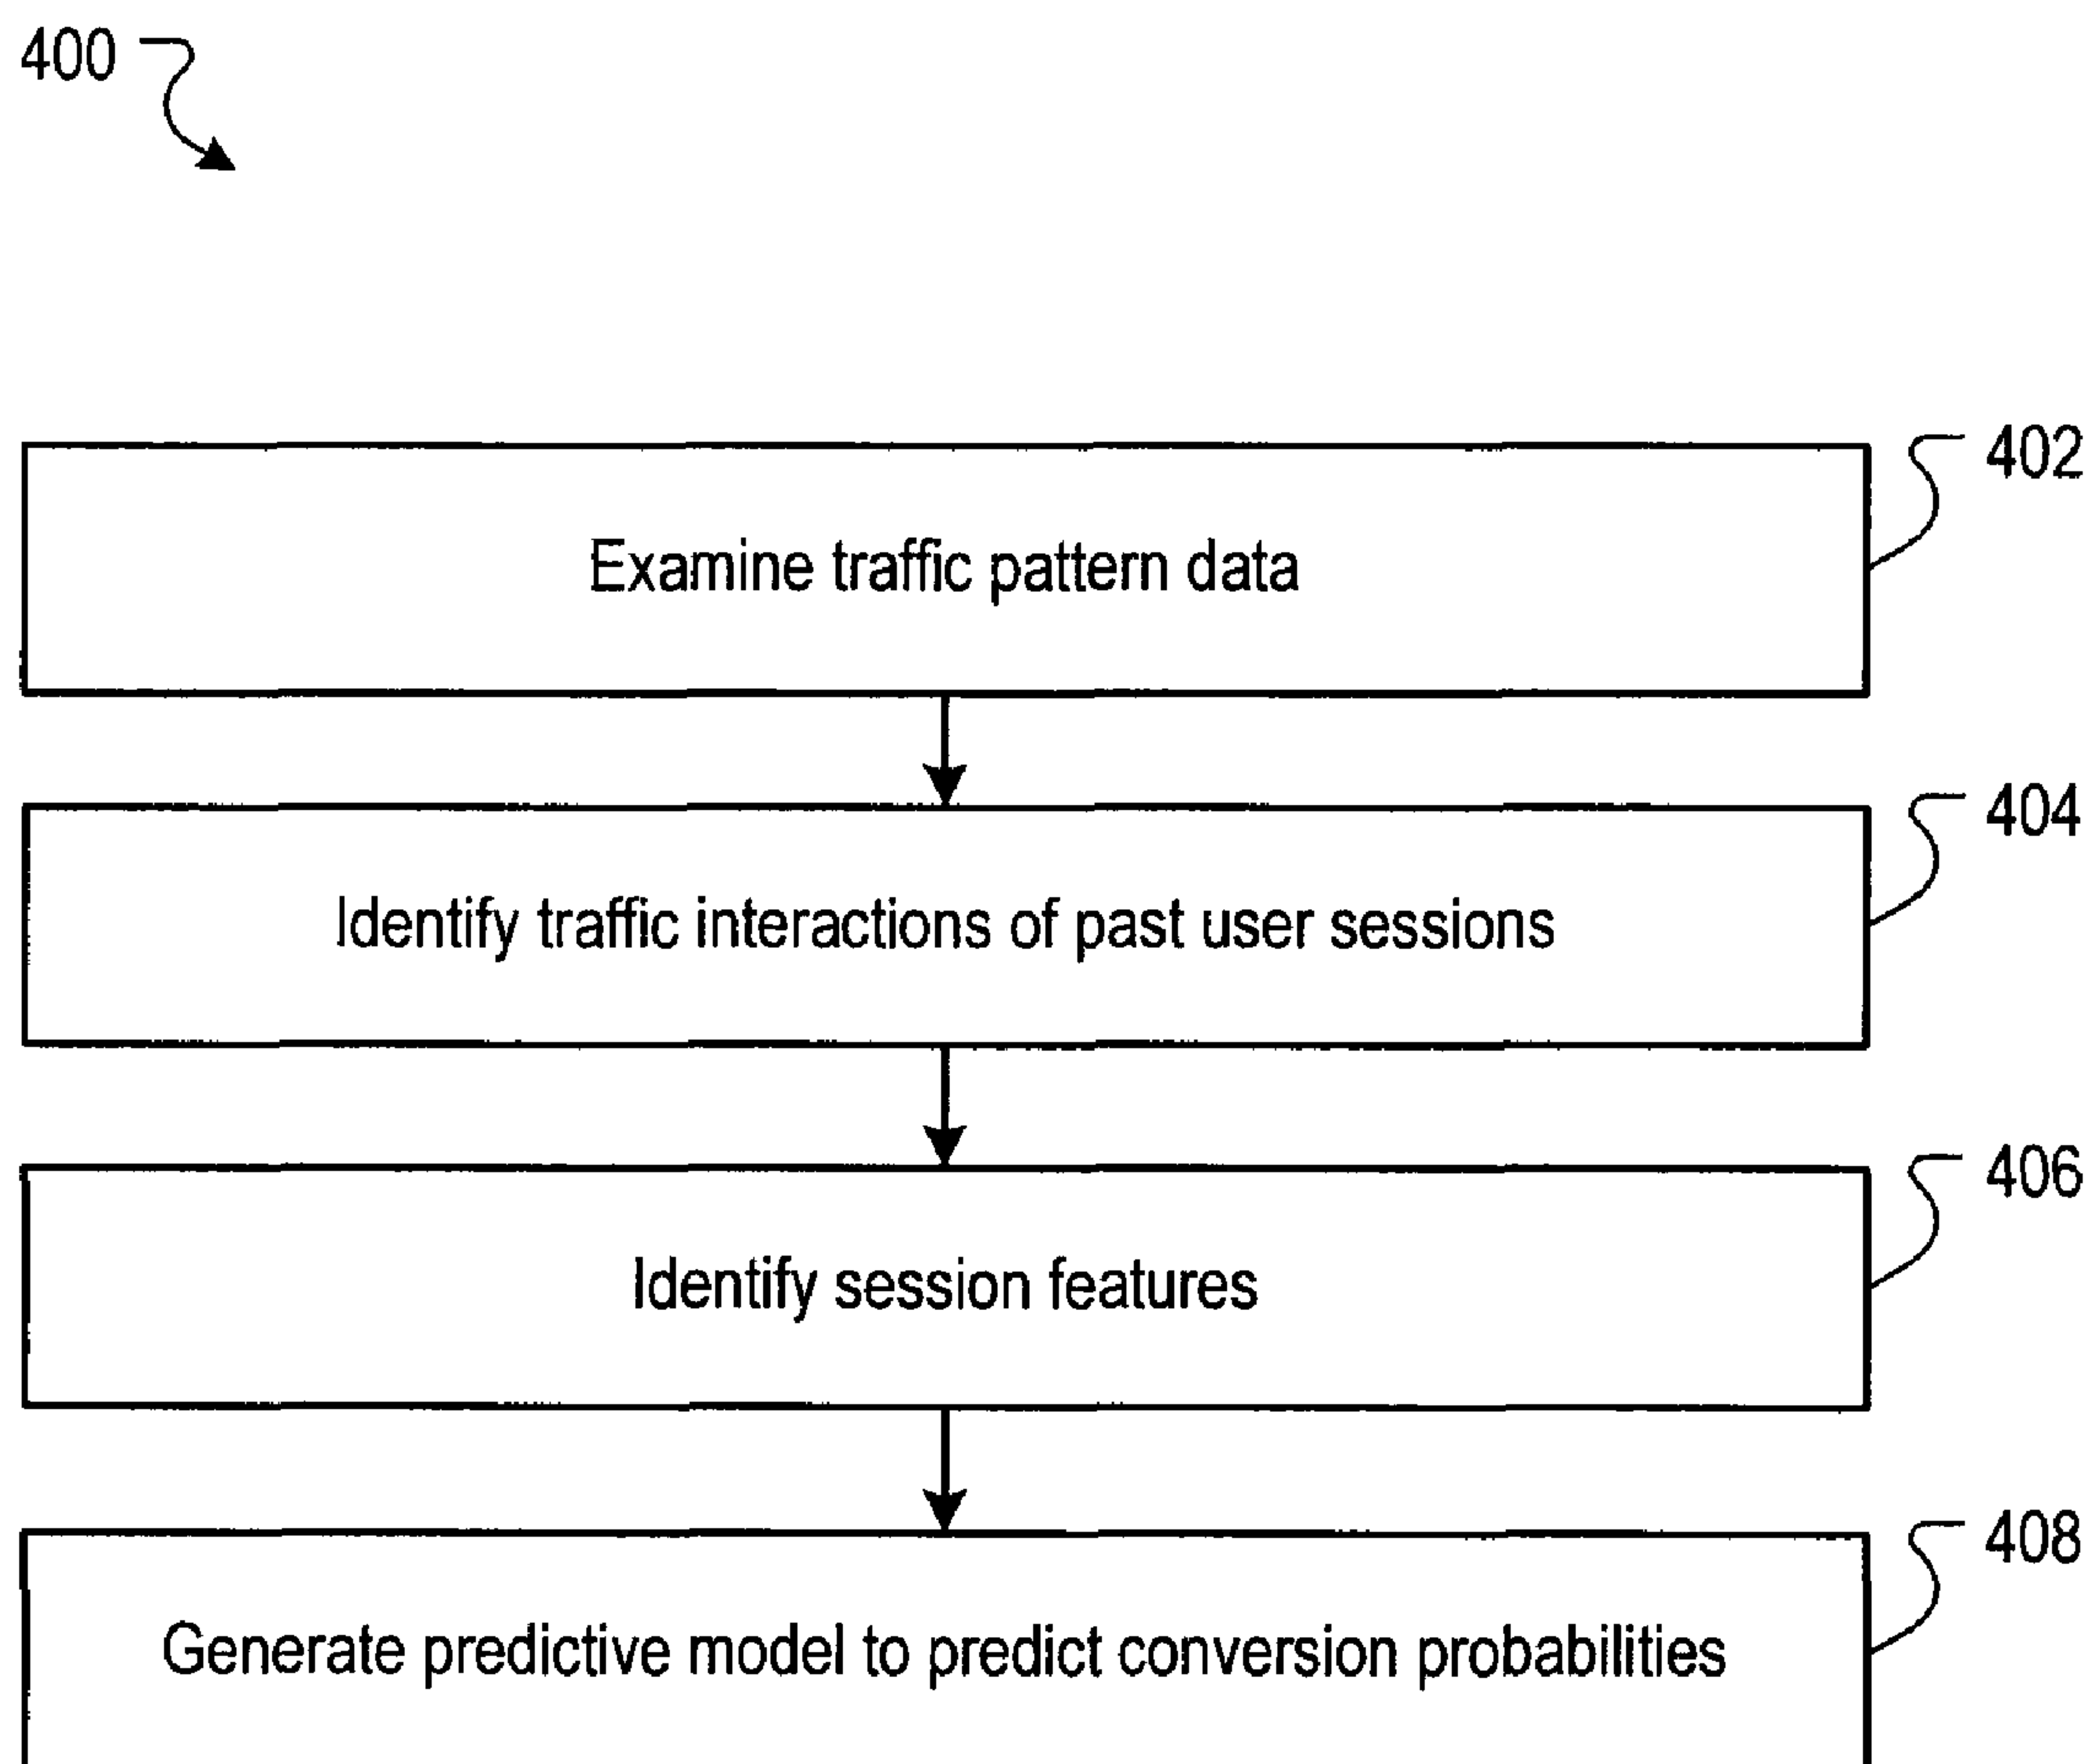 400
402
Examine traffic pattern data
404
Identify traffic interactions of past user sessions
406
Identify session features
408
Generate predictive model to predict conversion probabilities